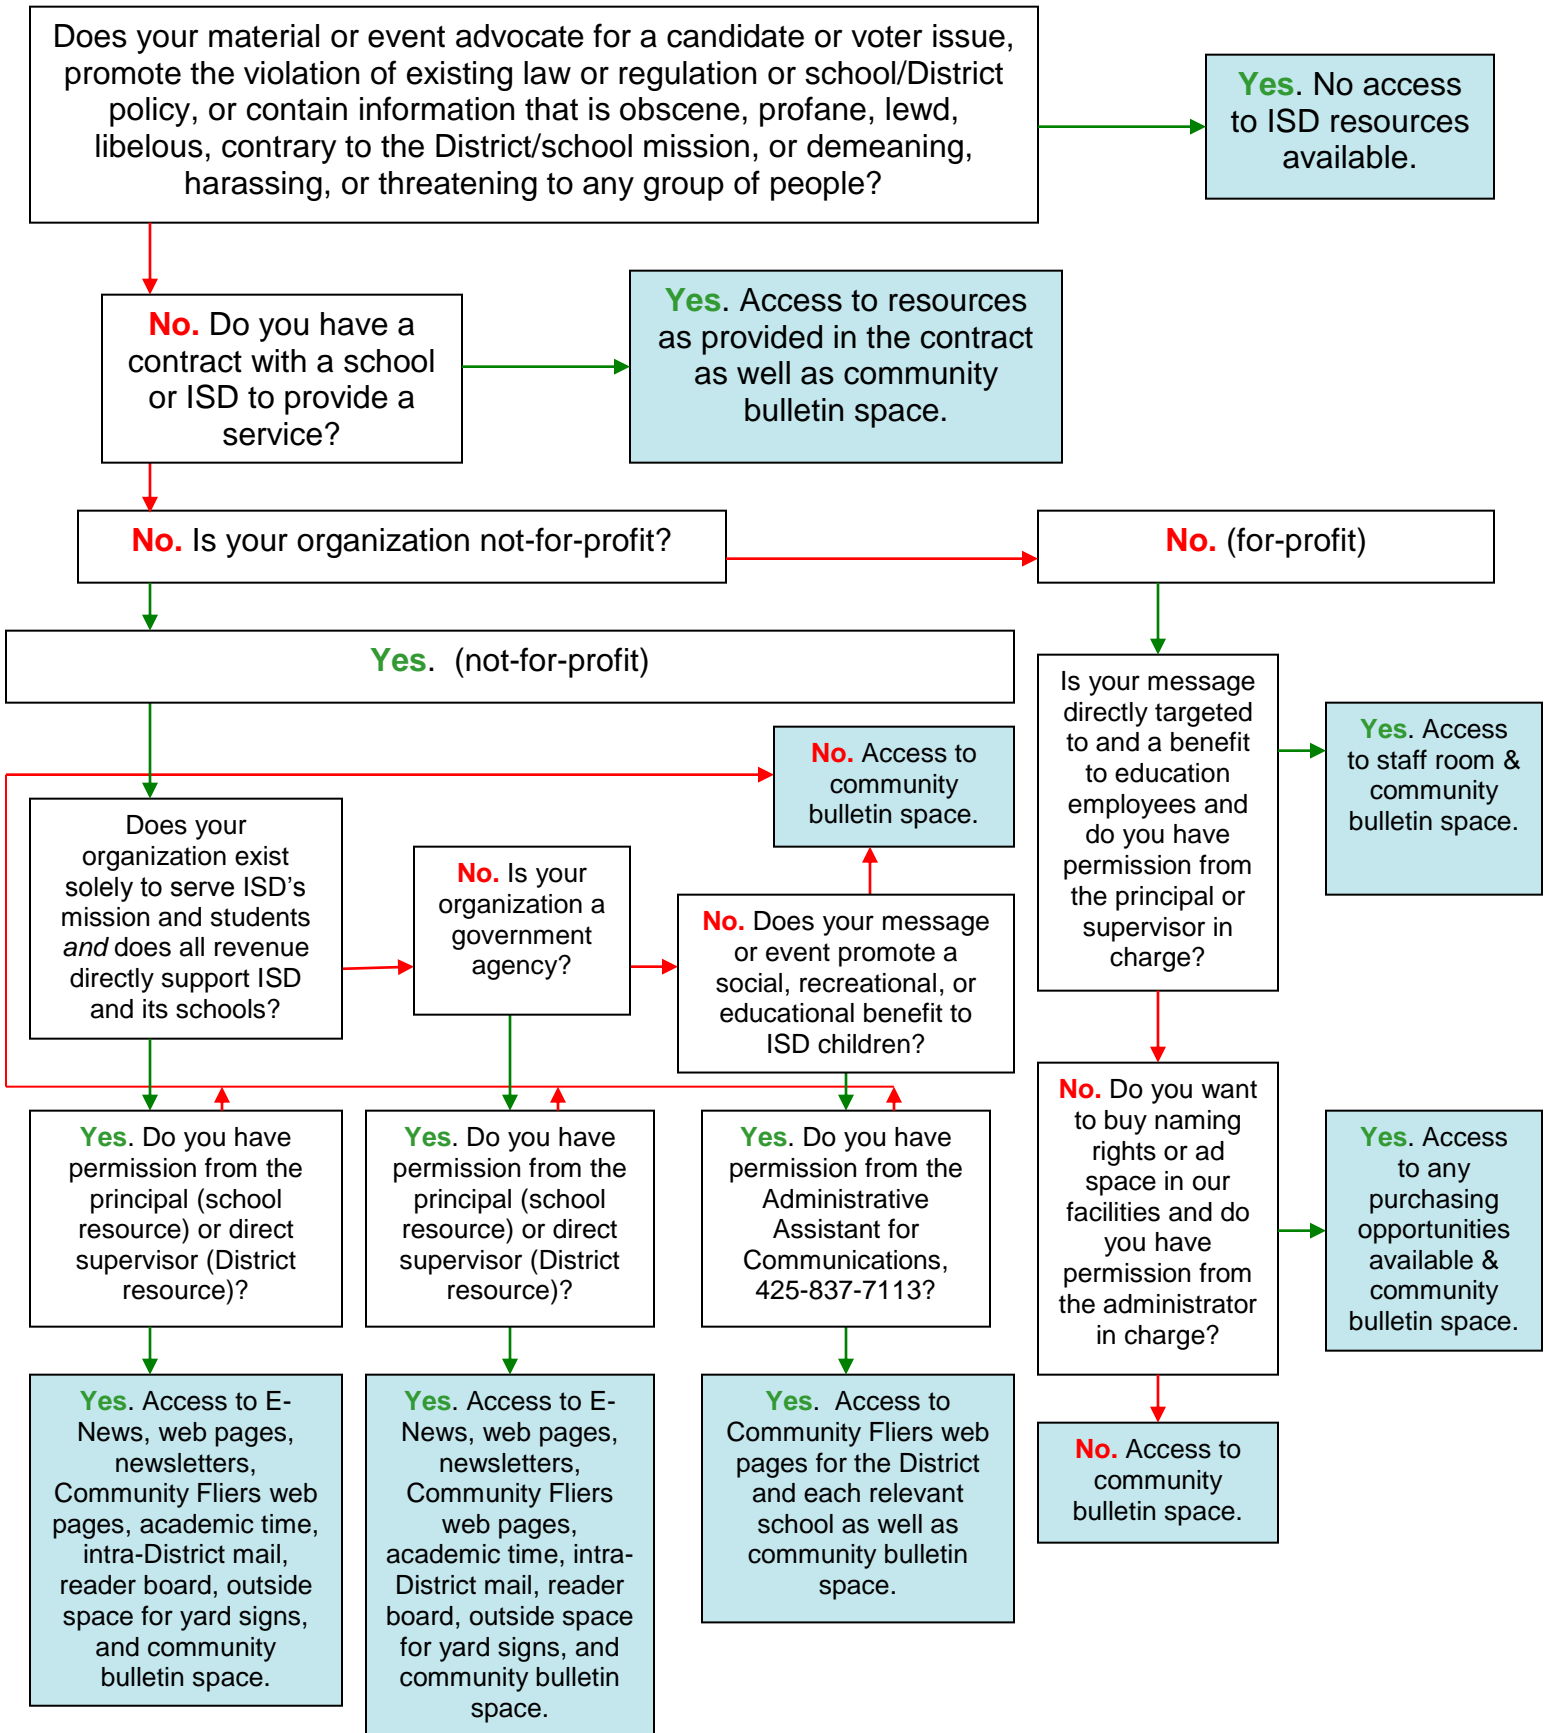 Does your material or event advocate for a candidate or voter issue,
promote the violation of existing law or regulation or school/District
policy, or contain information that is obscene, profane, lewd,
libelous, contrary to the District/school mission, or demeaning,
harassing, or threatening to any group of people?
Yes. No access
to ISD resources
available.
No. Do you have a
contract with a school
or ISD to provide a
service?
Yes. Access to resources
as provided in the contract
as well as community
bulletin space.
No. Is your organization not-for-profit?
No. (for-profit)
Yes. (not-for-profit)
Does your
organization exist
solely to serve ISD's
mission and students
and does all revenue
directly support ISD
and its schools?
No. Is your
organization a
government
agency?
No. Does your message
or event promote a
social, recreational, or
educational benefit to
ISD children?
No. Access to
community
bulletin space.
Is your message
directly targeted
to and a benefit
to education
employees and
do you have
permission from
the principal or
supervisor in
charge?
Yes. Access
to staff room &
community
bulletin space.
Yes. Do you have
permission from the
principal (school
resource) or direct
supervisor (District
resource)?
Yes. Do you have
permission from the
principal (school
resource) or direct
supervisor (District
resource)?
Yes. Do you have
permission from the
Administrative
Assistant for
Communications,
425-837-7113?
No. Do you want
to buy naming
rights or ad
space in our
facilities and do
you have
permission from
the administrator
in charge?
Yes. Access
to any
purchasing
opportunities
available &
community
bulletin space.
Yes. Access to E-
News, web pages,
newsletters,
Community Fliers web
pages, academic time,
intra-District mail,
reader board, outside
space for yard signs,
and community
bulletin space.
Yes. Access to E-
News, web pages,
newsletters,
Community Fliers
web pages,
academic time, intra-
District mail, reader
board, outside space
for yard signs, and
community bulletin
space.
Yes. Access to
Community Fliers web
pages for the District
and each relevant
school as well as
community bulletin
space.
No. Access to
community
bulletin space.